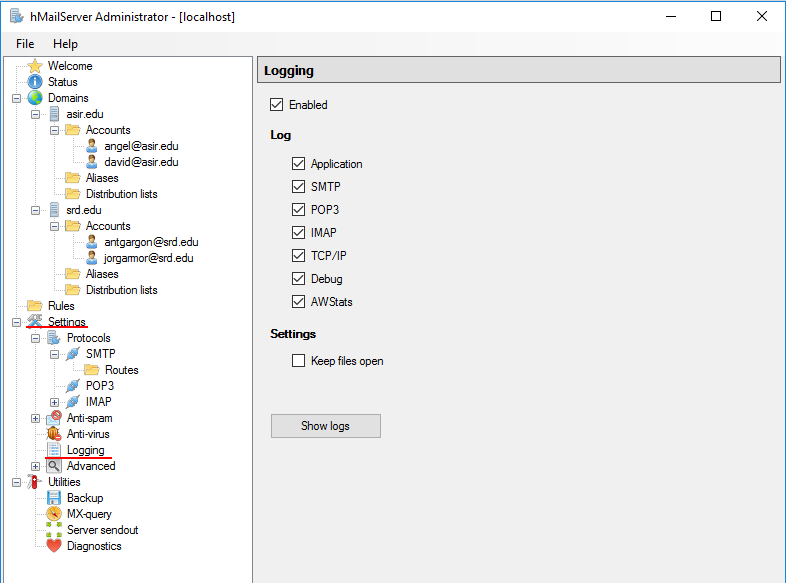 hMailServer Administrator - [localhost]
File Help
Welcome
Status
Domains
asir.edu
Accounts
angel@asir.edu
david@asir.edu
Aliases
Distribution lists
srd.edu
Accounts
antgargon@srd.edu
jorgarmor@srd.edu
Aliases
Distribution lists
Rules
Settings
Protocols
SMTP
Routes
POP3
IMAP
Anti-spam
Anti-virus
Logging
Advanced
Utilities
Backup
MX-query
Server sendout
Diagnostics
Logging
Enabled
Log
Application
SMTP
POP3
IMAP
TCP/IP
Debug
AWStats
Settings
Keep files open
Show logs